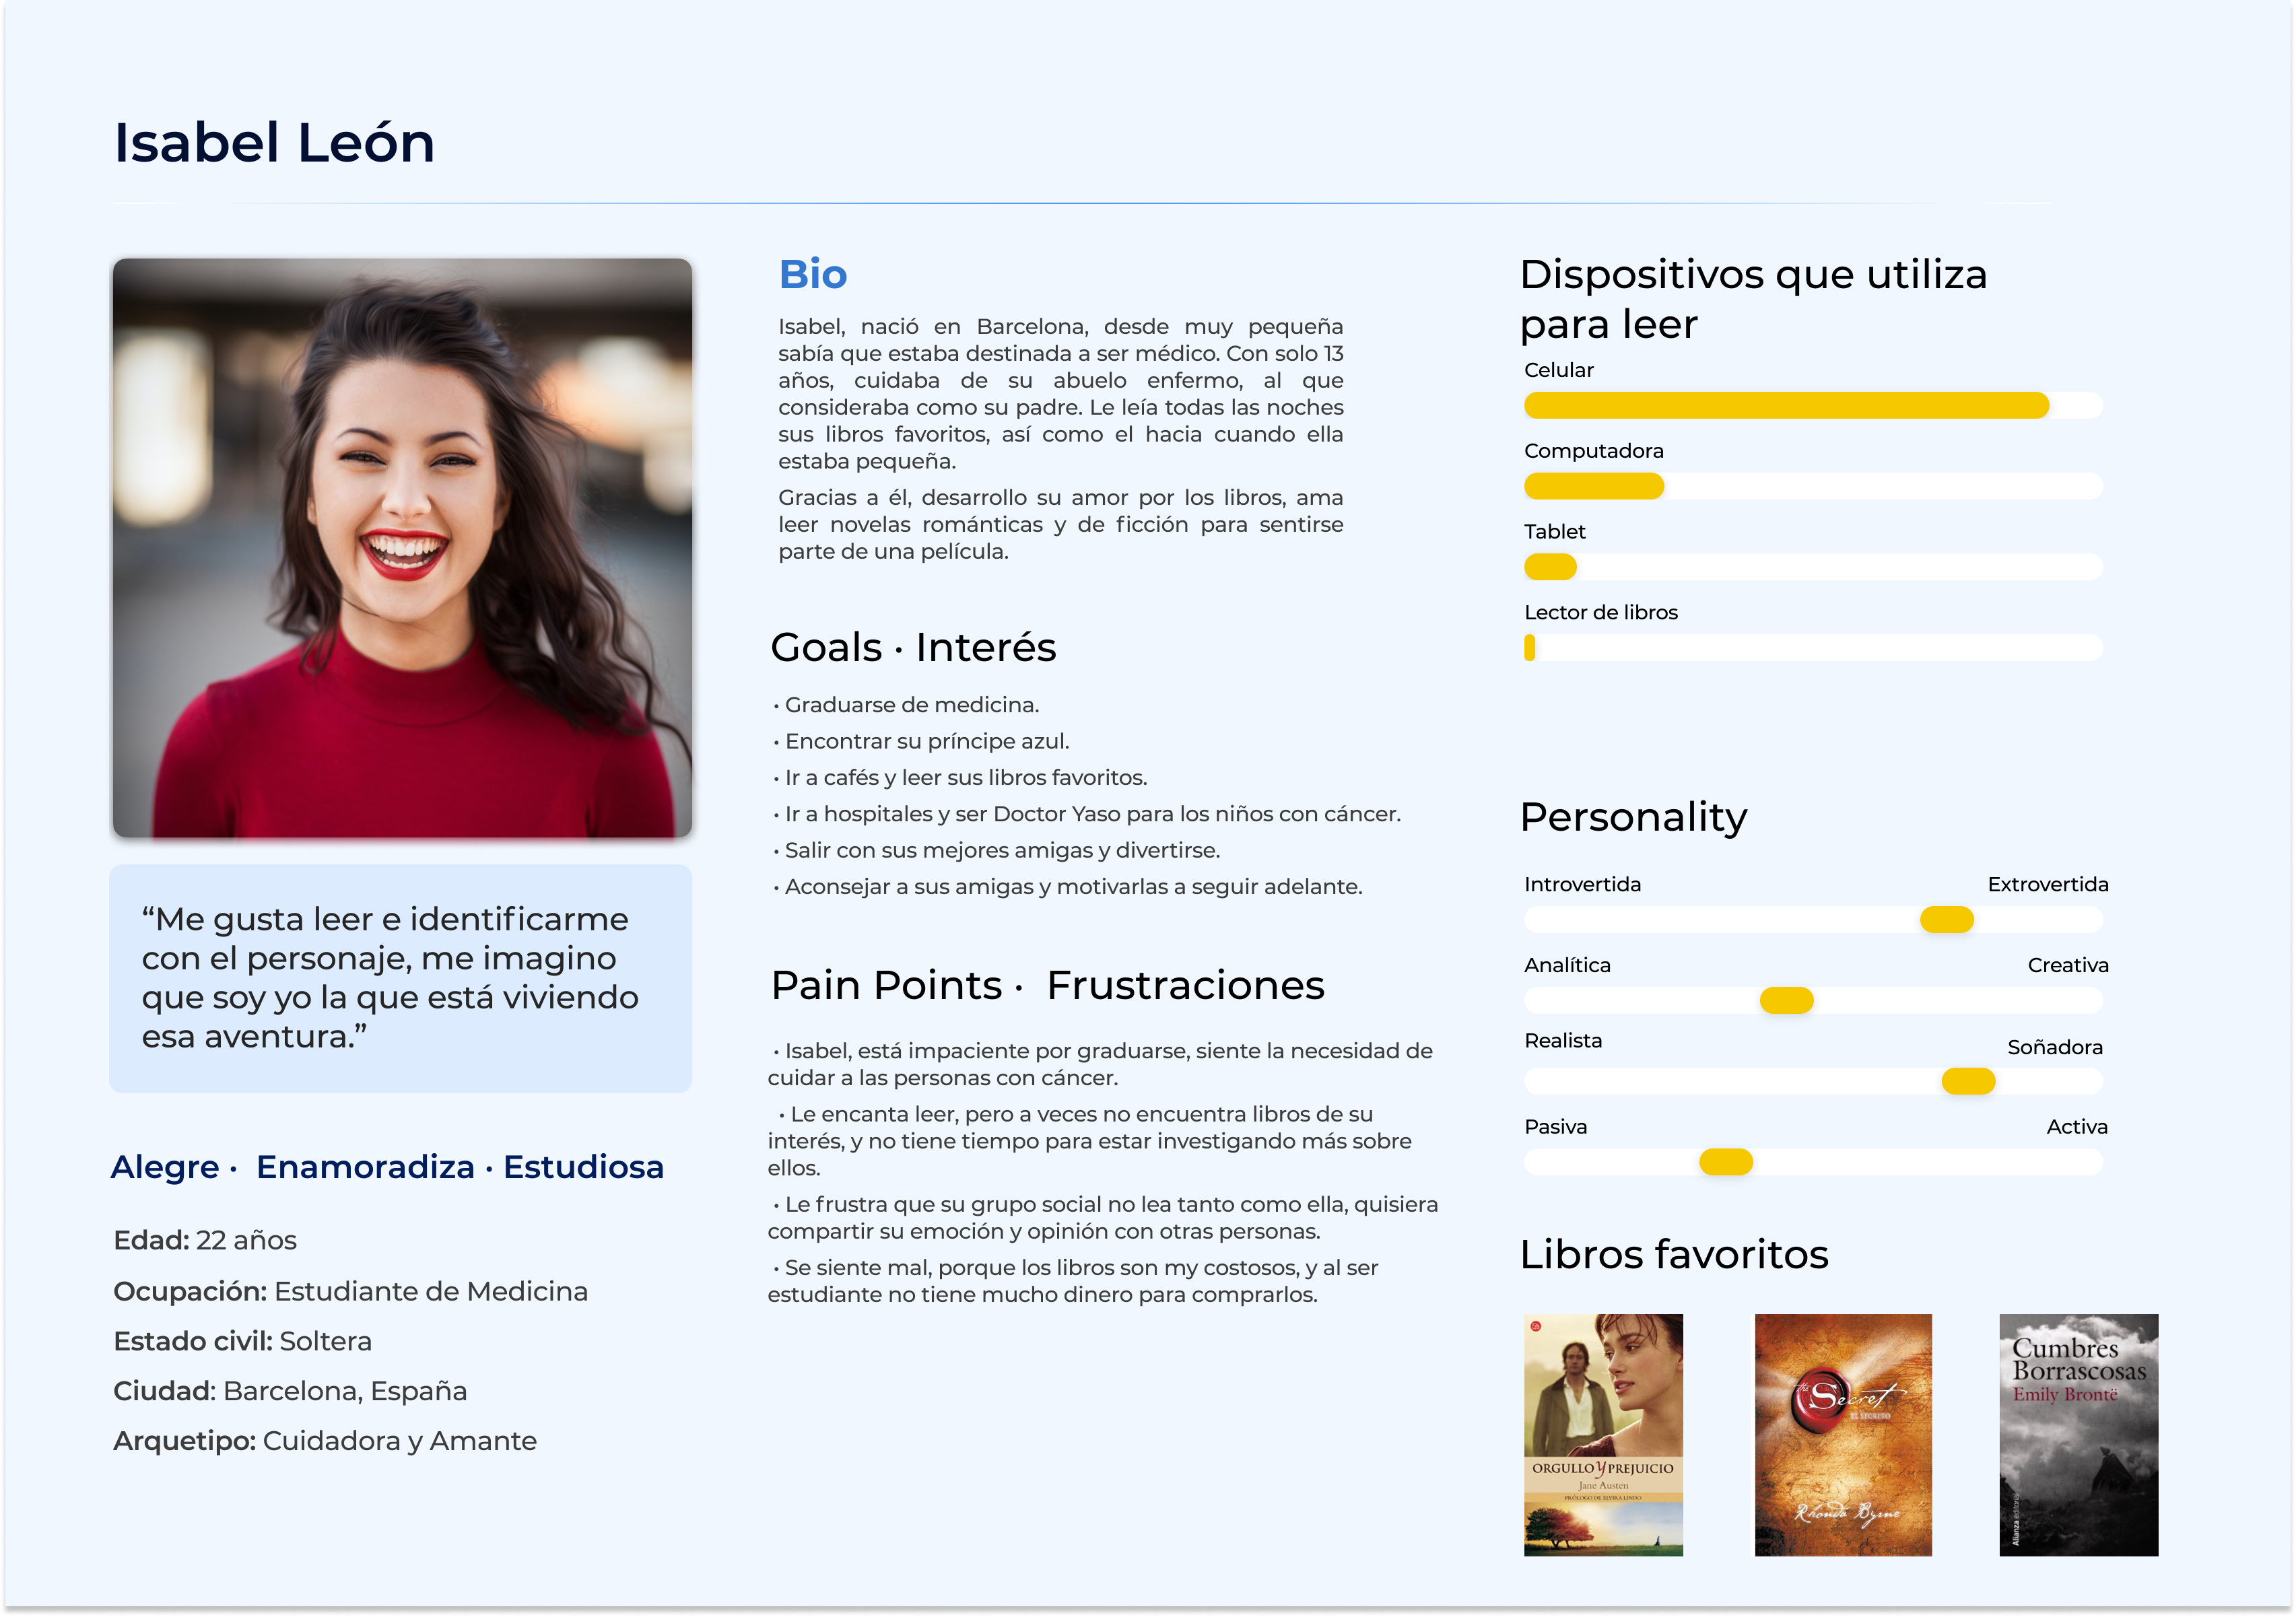 Isabel León
“Me gusta leer e identificarme
con el personaje, me imagino
que soy yo la que está viviendo
esa aventura.”
Alegre · Enamoradiza · Estudiosa
Edad: 22 años
Ocupación: Estudiante de Medicina
Estado civil: Soltera
Ciudad: Barcelona, España
Arquetipo: Cuidadora y Amante
Bio
Isabel, nació en Barcelona, desde muy pequeña
sabía que estaba destinada a ser médico. Con solo 13
años, cuidaba de su abuelo enfermo, al que
consideraba como su padre. Le leía todas las noches
sus libros favoritos, así como el hacia cuando ella
estaba pequeña.
Gracias a él, desarrollo su amor por los libros, ama
leer novelas románticas y de ficción para sentirse
parte de una película.
Goals · Interés
· Graduarse de medicina.
· Encontrar su príncipe azul.
· Ir a cafés y leer sus libros favoritos.
· Ir a hospitales y ser Doctor Yaso para los niños con cáncer.
· Salir con sus mejores amigas y divertirse.
· Aconsejar a sus amigas y motivarlas a seguir adelante.
Pain Points · Frustraciones
· Isabel, está impaciente por graduarse, siente la necesidad de
cuidar a las personas con cáncer.
· Le encanta leer, pero a veces no encuentra libros de su
interés, y no tiene tiempo para estar investigando más sobre
ellos.
· Le frustra que su grupo social no lea tanto como ella, quisiera
compartir su emoción y opinión con otras personas.
· Se siente mal, porque los libros son my costosos, y al ser
estudiante no tiene mucho dinero para comprarlos.
Dispositivos que utiliza
para leer
Celular
Computadora
Tablet
Lector de libros
Personality
Introvertida Extrovertida
Analítica Creativa
Realista Soñadora
Pasiva Activa
Libros favoritos
ORGULLO Y PREJUICIO
Jane Austen
PRÓLOGO DE ELVIRA LINDO
the Secret
EL SECRETO
Rhonda Byrne
Cumbres
Borrascosas
Emily Brontë
Alianza editorial